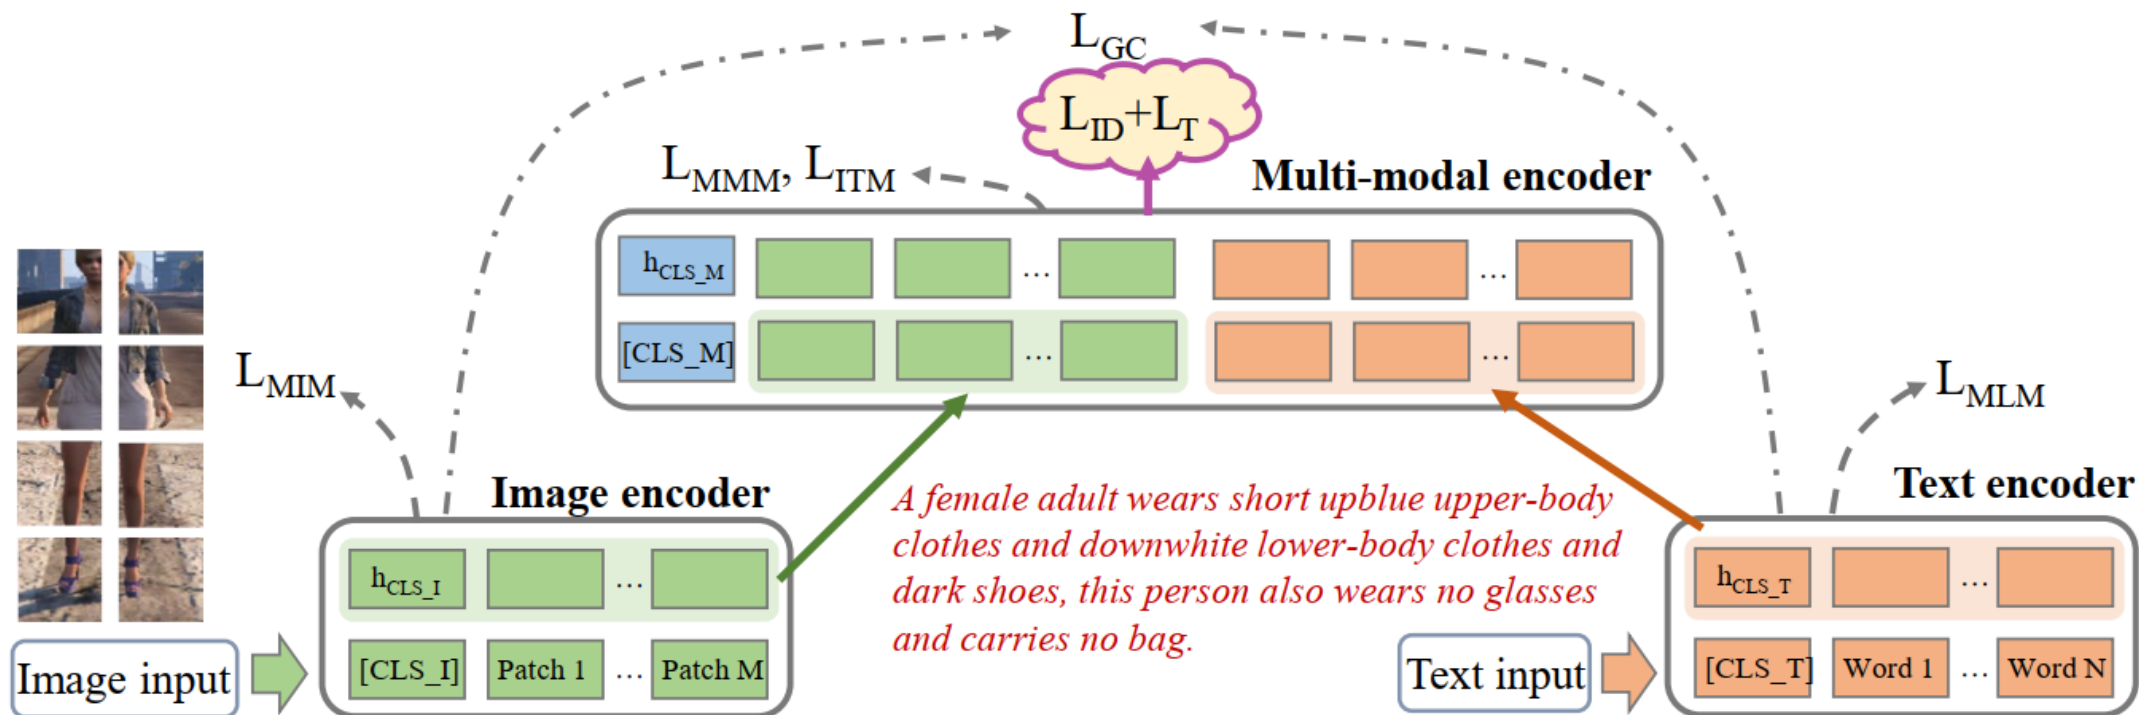 L_GC
L_ID+L_T
L_MMM, L_ITM
Multi-modal encoder
h_CLS_M
...
...
[CLS_M]
...
...
L_MIM
L_MLM
Image encoder
A female adult wears short upblue upper-body
clothes and downwhite lower-body clothes and
dark shoes, this person also wears no glasses
and carries no bag.
Text encoder
h_CLS_I
...
h_CLS_T
...
Image input
[CLS_I] Patch 1 ... Patch M
Text input
[CLS_T] Word 1 ... Word N